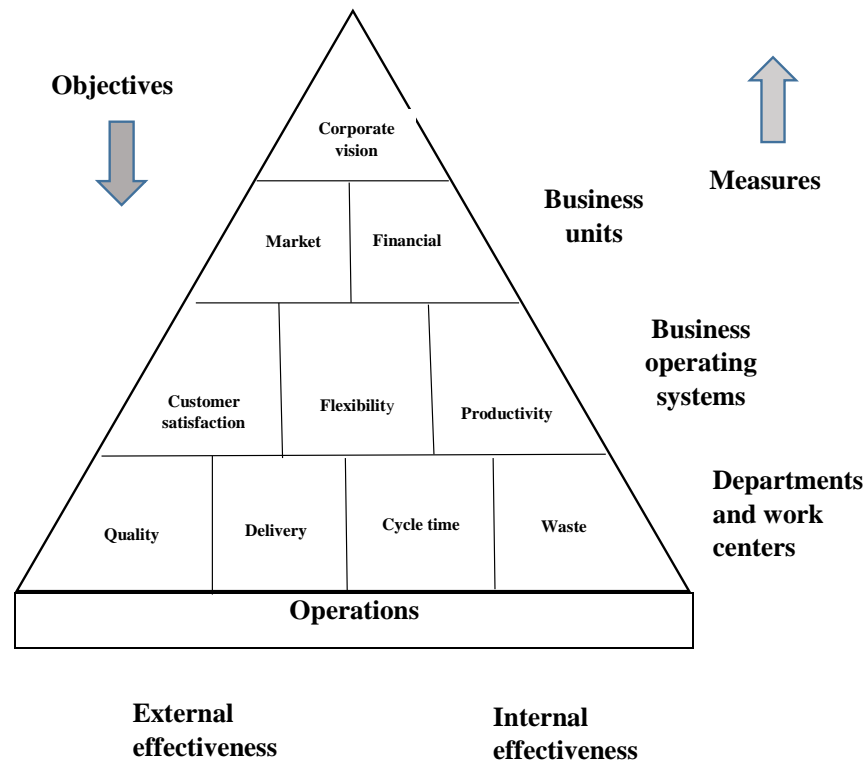 Objectives
Corporate
vision
Measures
Business
units
Market
Financial
Business
operating
systems
Customer
satisfaction
Flexibility
Productivity
Departments
and work
centers
Quality
Delivery
Cycle time
Waste
Operations
External
effectiveness
Internal
effectiveness